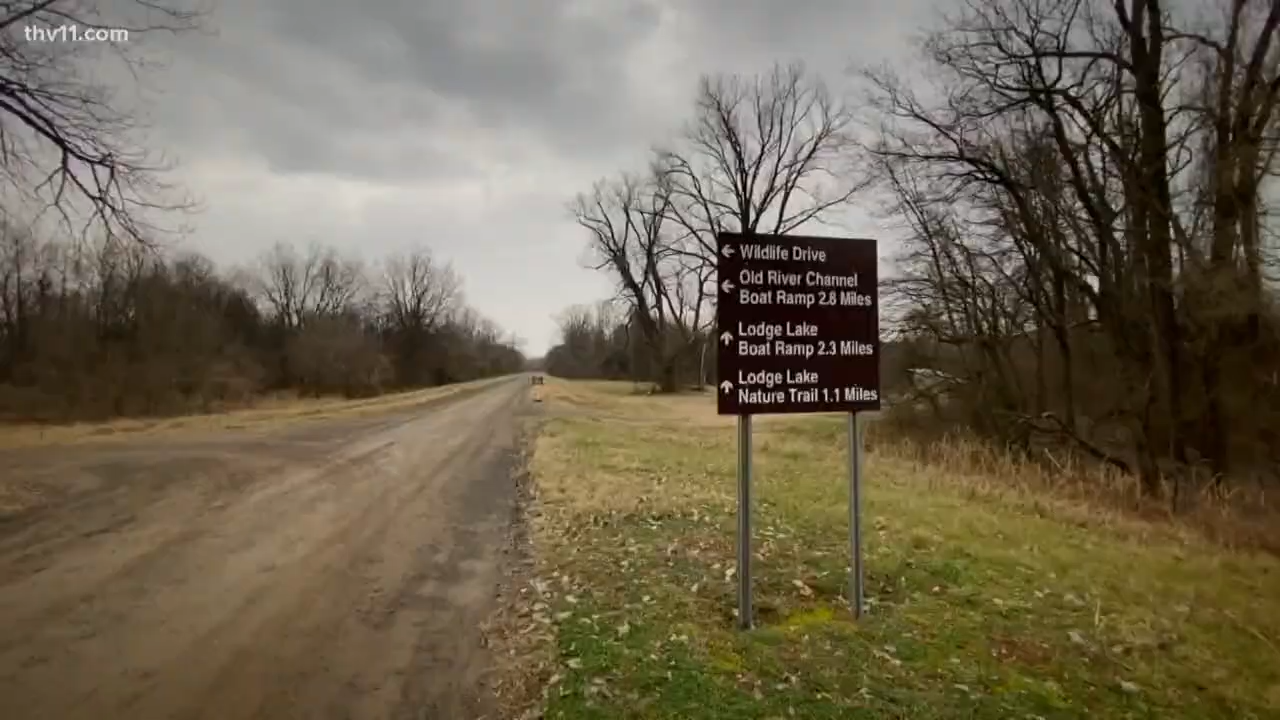 thv11.com
← Wildlife Drive
← Old River Channel
Boat Ramp 2.8 Miles
↑ Lodge Lake
Boat Ramp 2.3 Miles
↑ Lodge Lake
Nature Trail 1.1 Miles